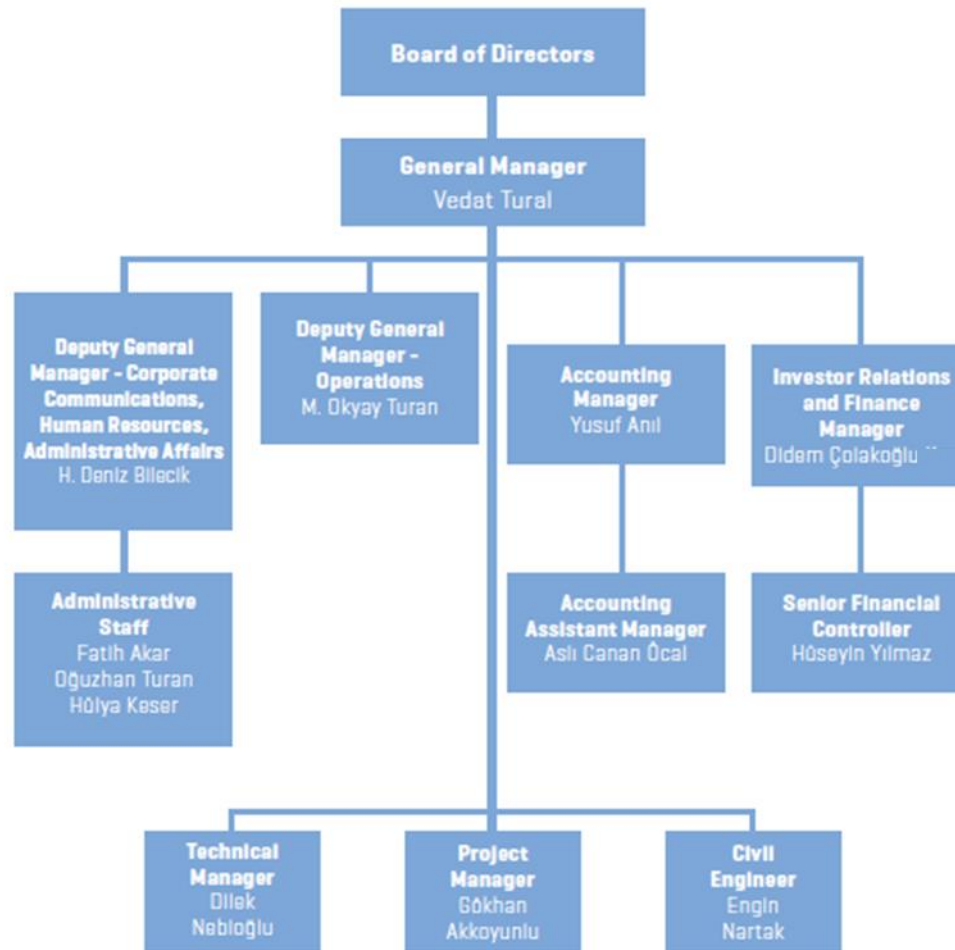 Board of Directors
General Manager
Vedat Tural
Deputy General
Manager - Corporate
Communications,
Human Resources,
Administrative Affairs
H. Deniz Bilecik
Deputy General
Manager -
Operations
M. Okyay Turan
Accounting
Manager
Yusuf Anıl
Investor Relations
and Finance
Manager
Didem Çolakoğlu
Administrative
Staff
Fatih Akar
Oğuzhan Turan
Hülya Keser
Accounting
Assistant Manager
Aslı Canan Öcal
Senior Financial
Controller
Hüseyin Yılmaz
Technical
Manager
Dilek
Nebioğlu
Project
Manager
Gökhan
Akkoyunlu
Civil
Engineer
Engin
Nartak